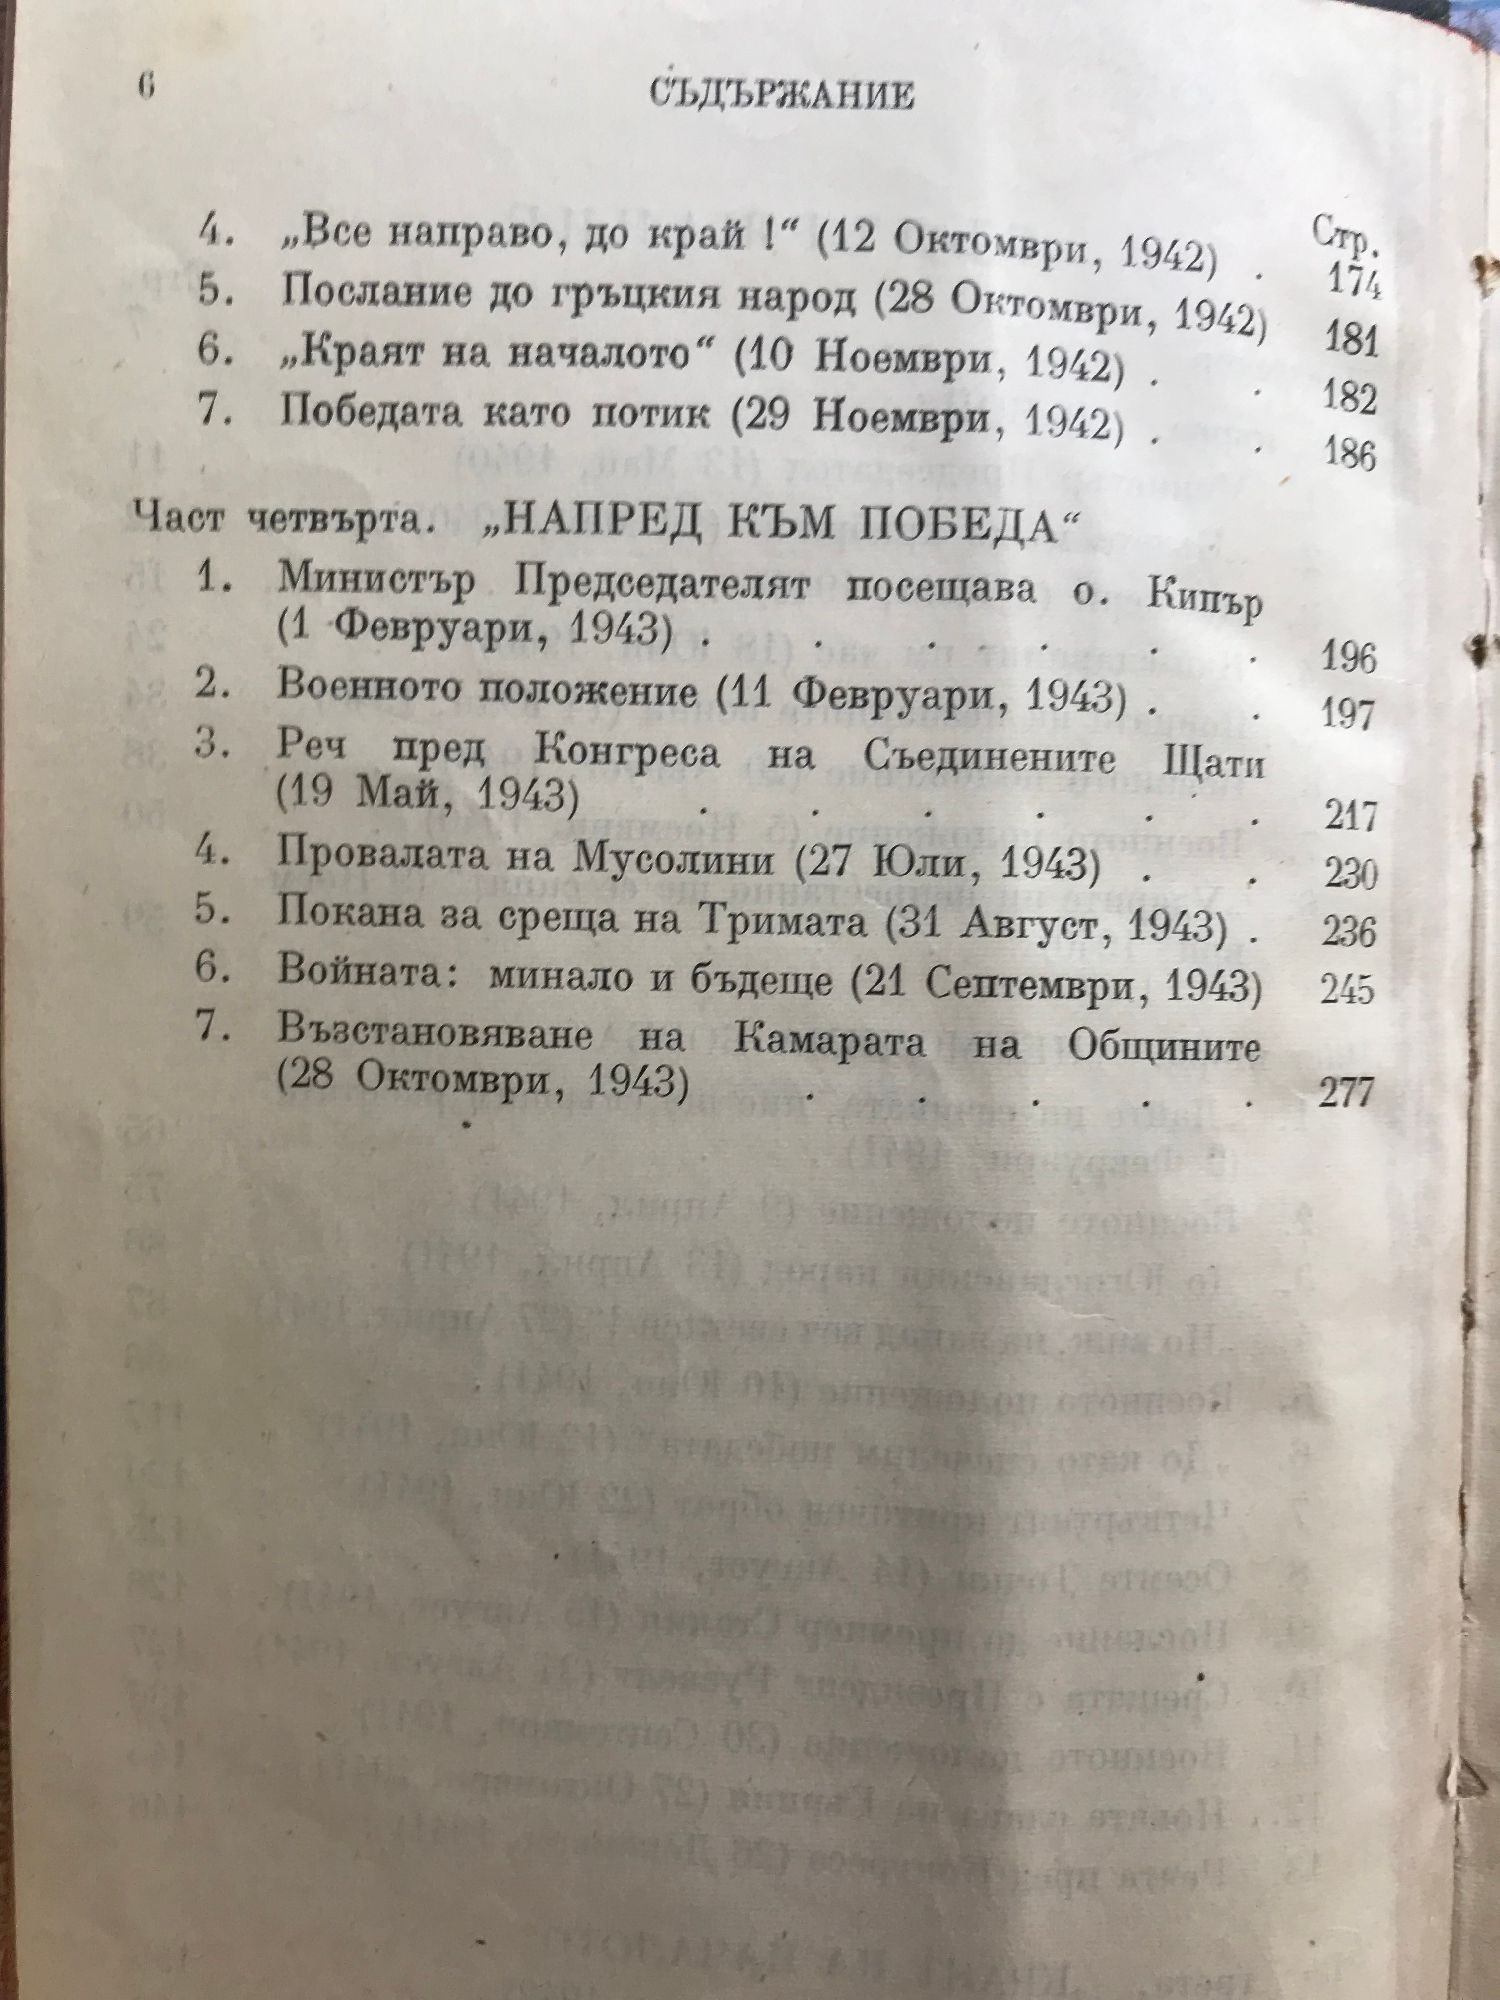 6 СЪДЪРЖАНИЕ
Стр.
4. „Все направо, до край !“ (12 Октомври, 1942) . 174
5. Послание до гръцкия народ (28 Октомври, 1942) 181
6. „Краят на началото“ (10 Ноември, 1942) . . 182
7. Победата като потик (29 Ноември, 1942) . . 186
Част четвърта. „НАПРЕД КЪМ ПОБЕДА“
1. Министър Председателят посещава о. Кипър
(1 Февруари, 1943) . . . . . . 196
2. Военното положение (11 Февруари, 1943) . . 197
3. Реч пред Конгреса на Съединените Щати
(19 Май, 1943) . . . . . . 217
4. Провалата на Мусолини (27 Юли, 1943) . . 230
5. Покана за среща на Тримата (31 Август, 1943) . 236
6. Войната: минало и бъдеще (21 Септември, 1943) 245
7. Възстановяване на Камарата на Общините
(28 Октомври, 1943) . . . . . 277